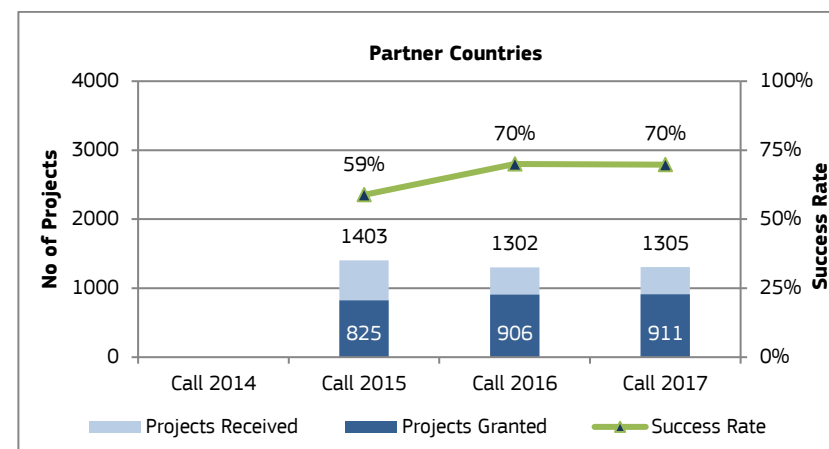 Partner Countries
4000
3000
2000
1000
0
No of Projects
100%
75%
50%
25%
0%
Success Rate
59%
70%
70%
1403
1302
1305
825
906
911
Call 2014
Call 2015
Call 2016
Call 2017
Projects Received
Projects Granted
Success Rate